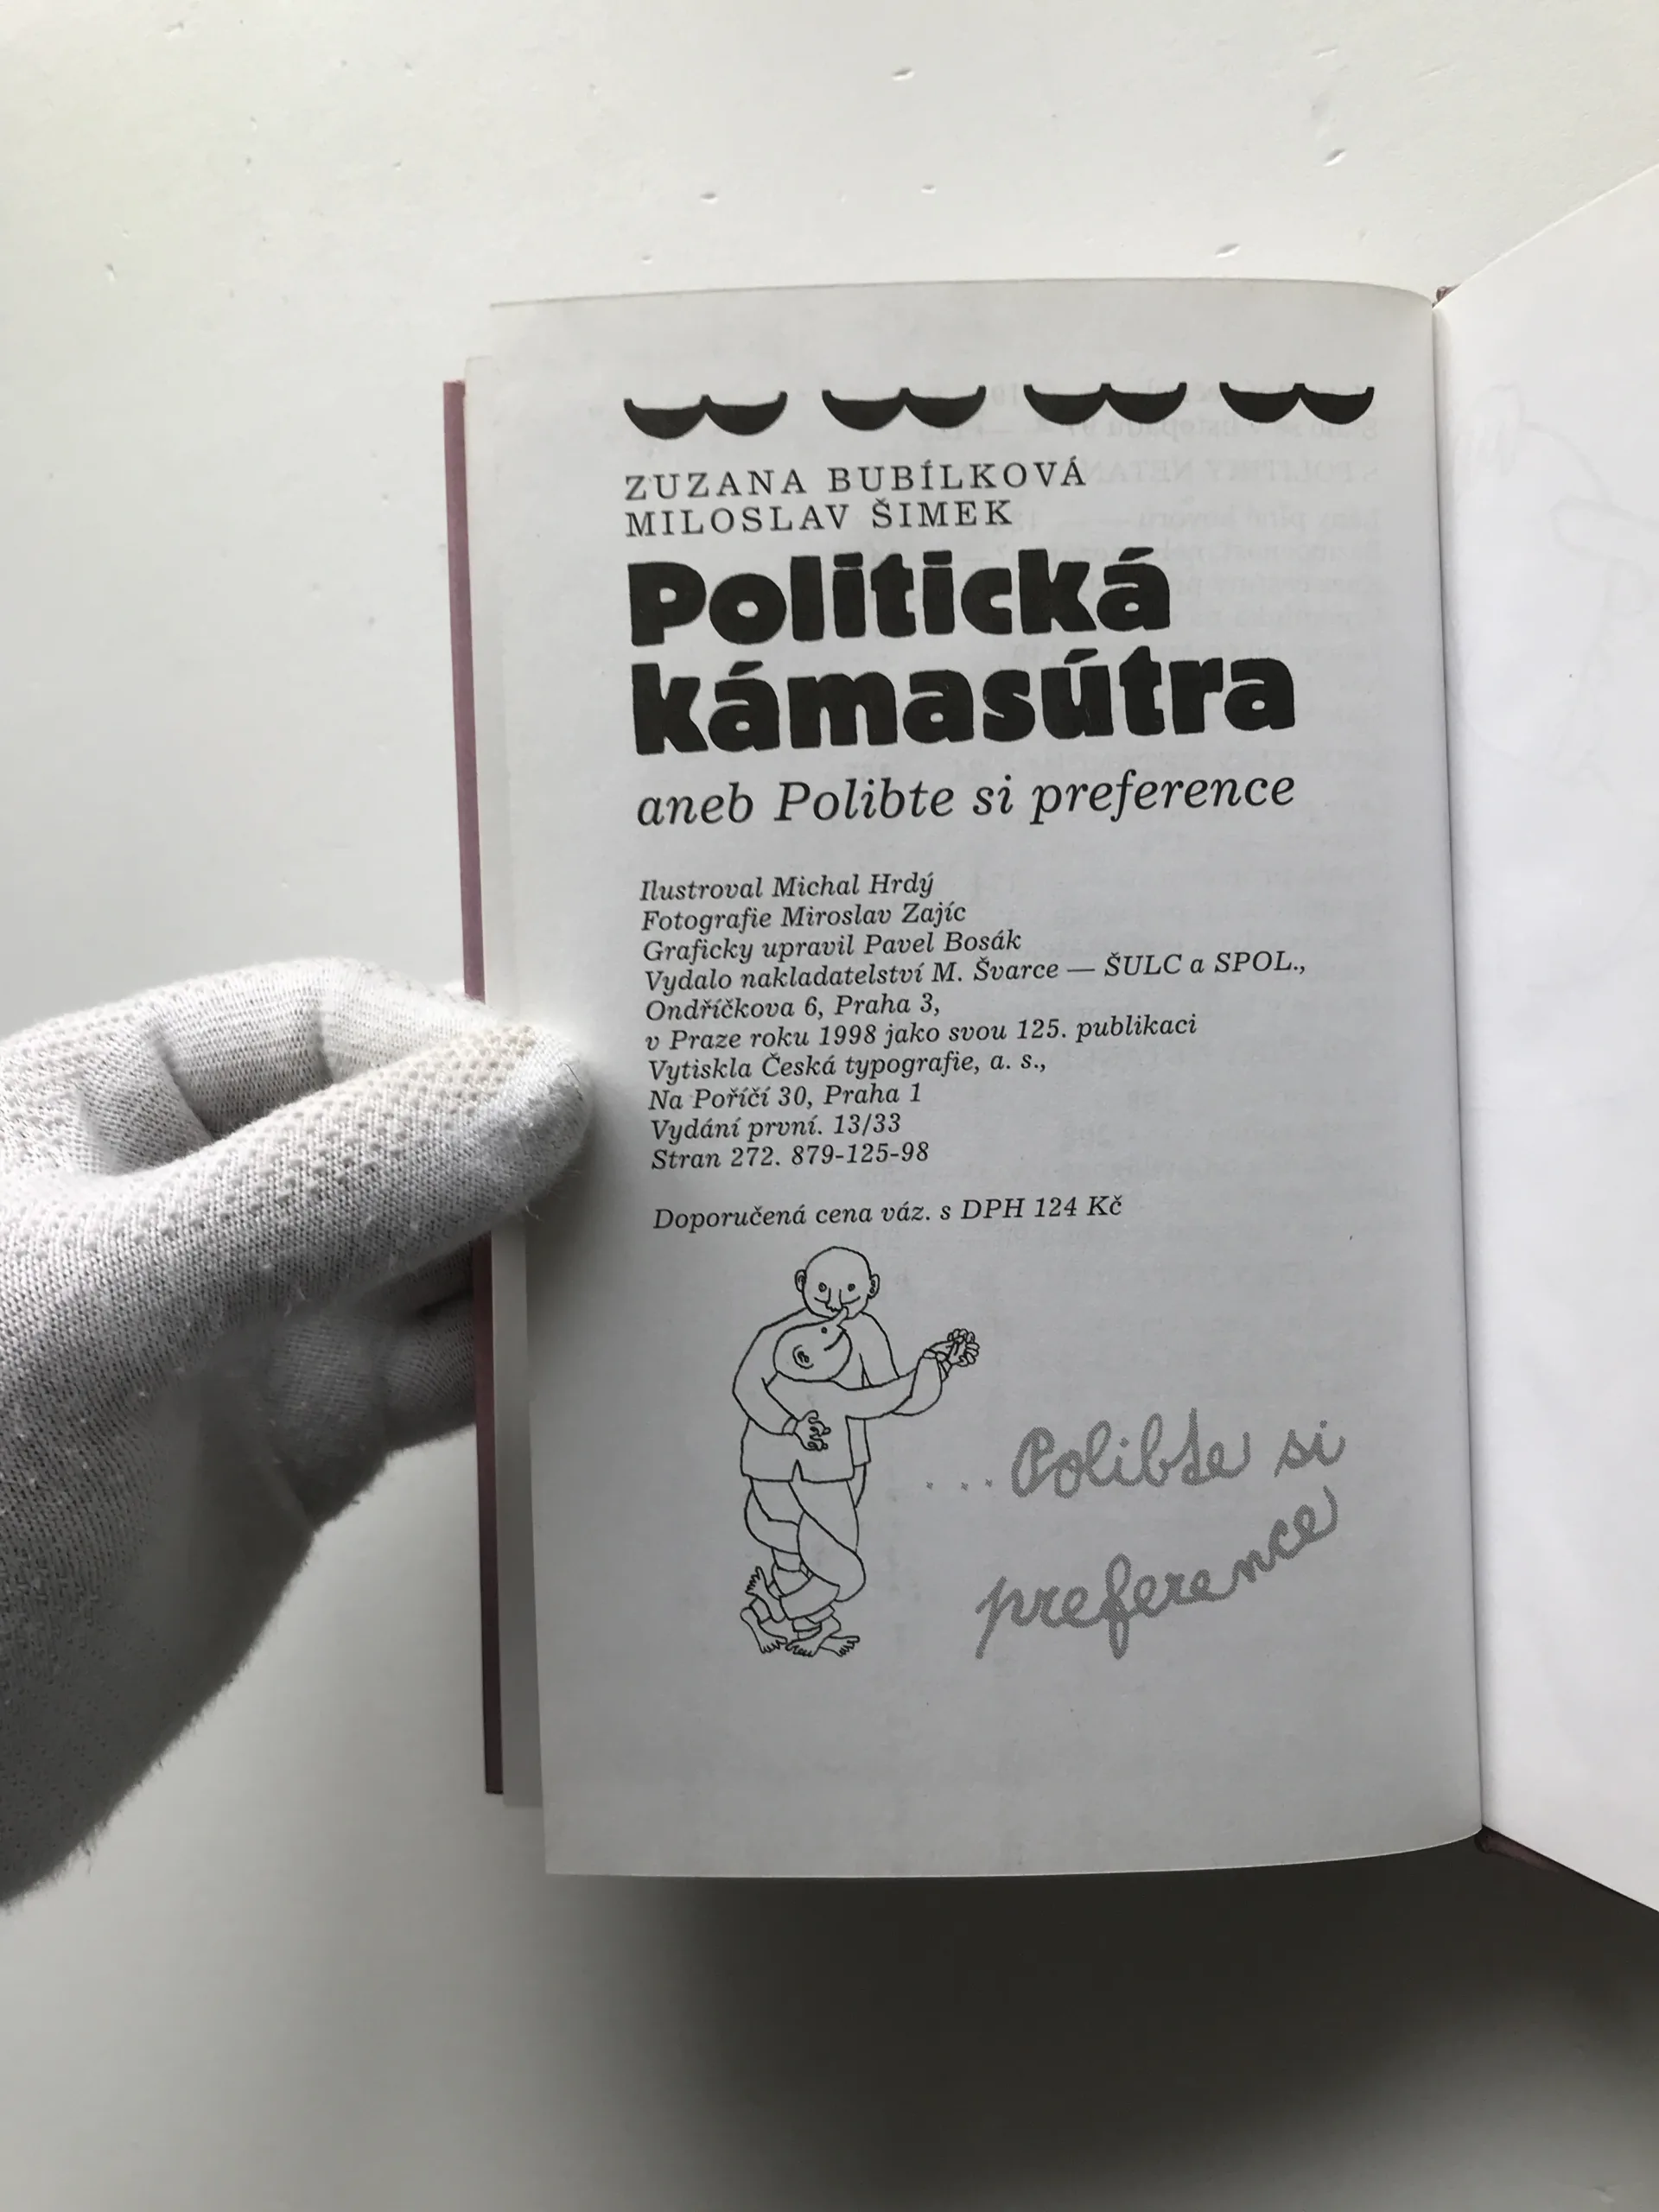 ZUZANA BUBÍLKOVÁ
MILOSLAV ŠIMEK
Politická
kámasútra
aneb Polibte si preference
Ilustroval Michal Hrdý
Fotografie Miroslav Zajíc
Graficky upravil Pavel Bosák
Vydalo nakladatelství M. Švarce — ŠULC a SPOL.,
Ondříčkova 6, Praha 3,
v Praze roku 1998 jako svou 125. publikaci
Vytiskla Česká typografie, a. s.,
Na Poříčí 30, Praha 1
Vydání první. 13/33
Stran 272. 879-125-98
Doporučená cena váz. s DPH 124 Kč
...Polibte si
preference